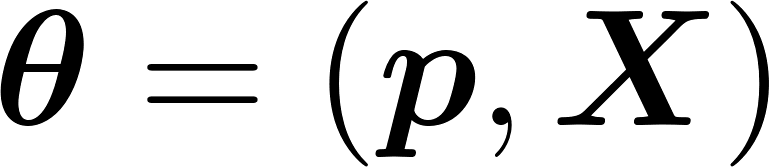 𝜽 = (𝒑, 𝑿)